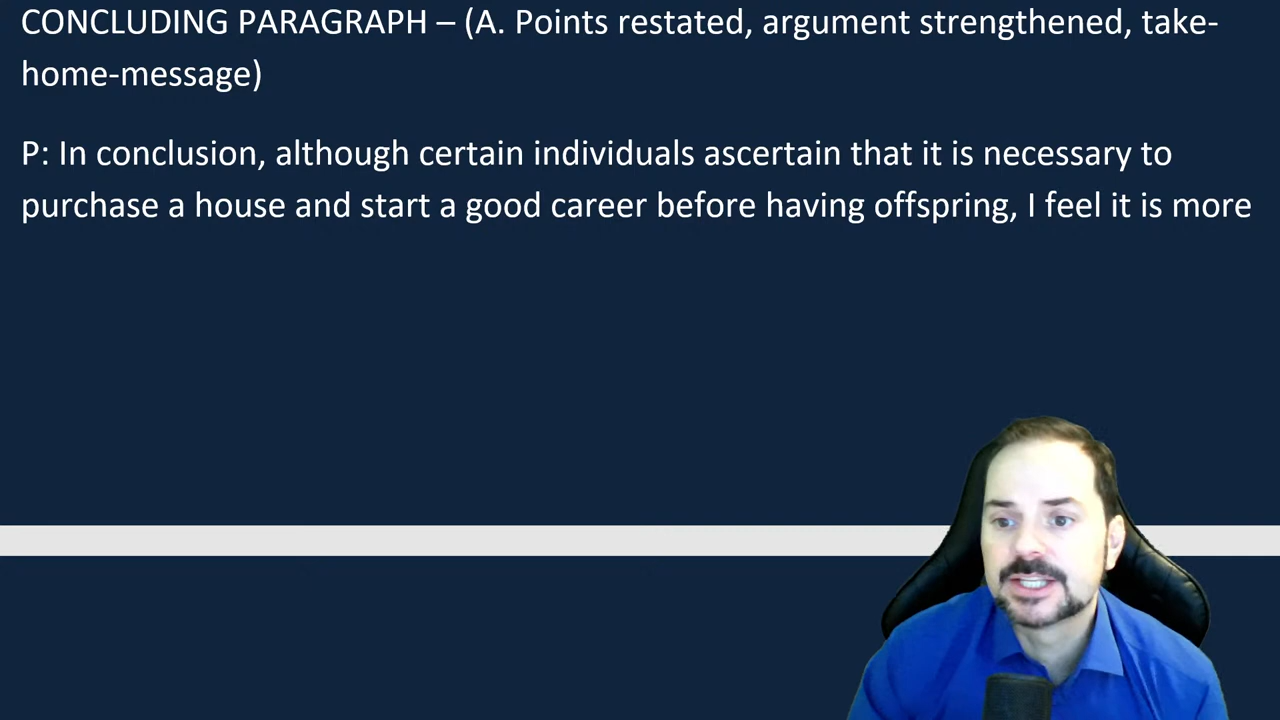 CONCLUDING PARAGRAPH – (A. Points restated, argument strengthened, take-
home-message)
P: In conclusion, although certain individuals ascertain that it is necessary to
purchase a house and start a good career before having offspring, I feel it is more